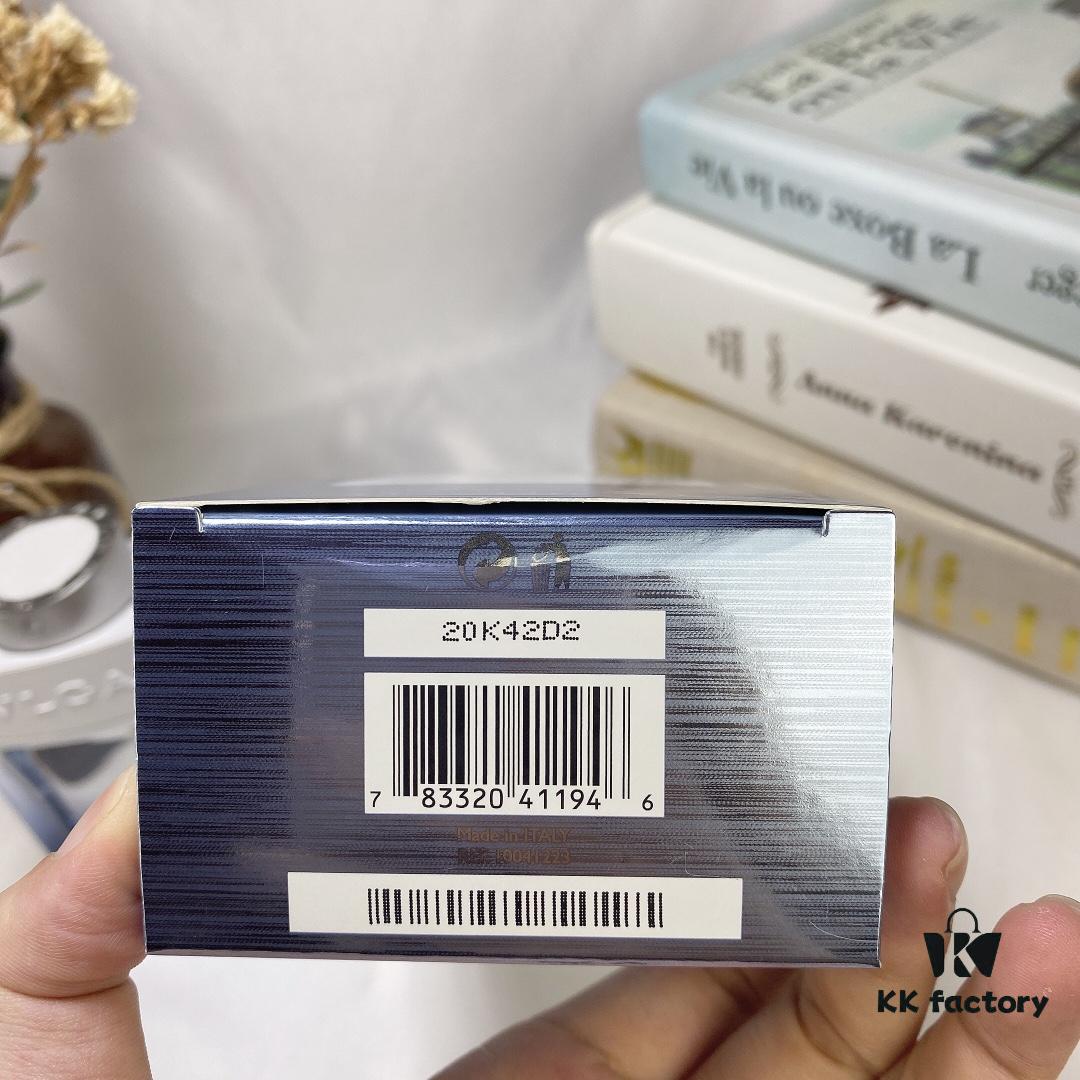 La Boxe ou la Vie
Anna Karenina
20K42D2
7 83320 41194 6
Made in ITALY
KK factory